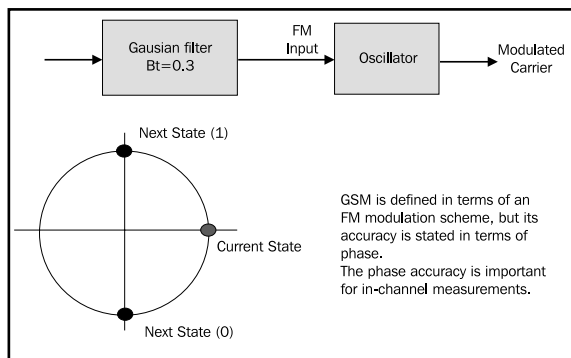 Gausian filter
Bt=0.3
FM
Input
Oscillator
Modulated
Carrier
Next State (1)
Current State
Next State (0)
GSM is defined in terms of an
FM modulation scheme, but its
accuracy is stated in terms of
phase.
The phase accuracy is important
for in-channel measurements.